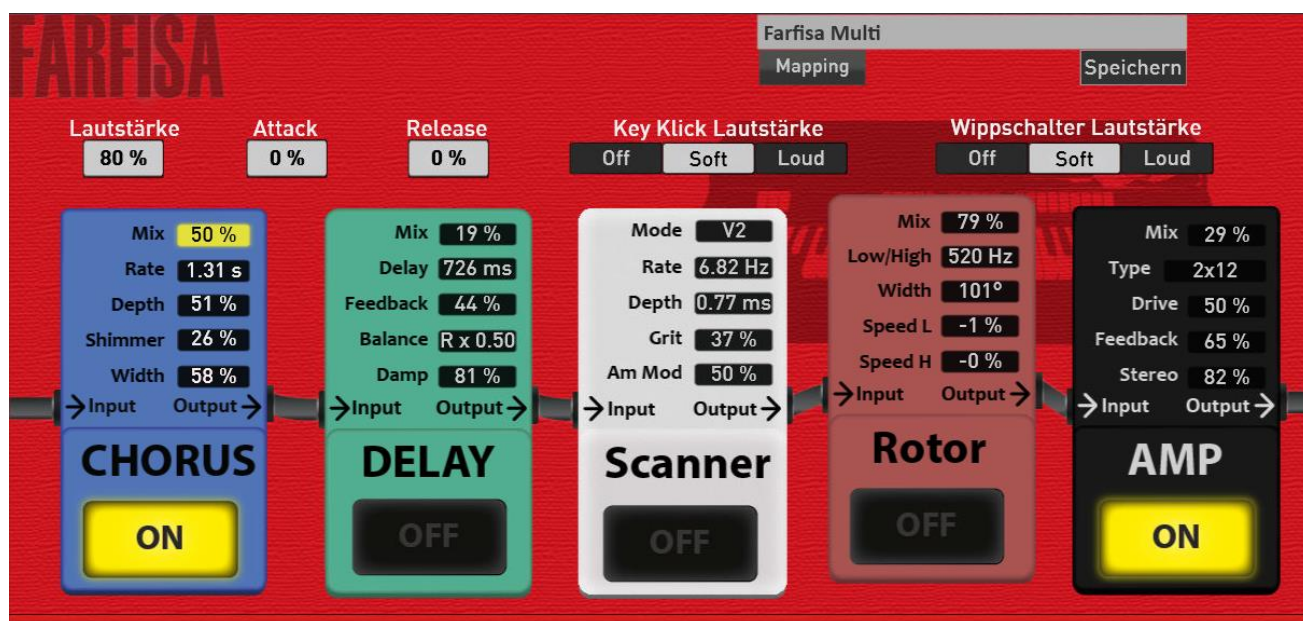 FARFISA
Farfisa Multi
Mapping Speichern
Lautstärke Attack Release Key Klick Lautstärke Wippschalter Lautstärke
80 % 0 % 0 % Off Soft Loud Off Soft Loud
Mix 50 %
Rate 1.31 s
Depth 51 %
Shimmer 26 %
Width 58 %
→Input Output→
CHORUS
ON
Mix 19 %
Delay 726 ms
Feedback 44 %
Balance R x 0.50
Damp 81 %
→Input Output→
DELAY
OFF
Mode V2
Rate 6.82 Hz
Depth 0.77 ms
Grit 37 %
Am Mod 50 %
→Input Output→
Scanner
OFF
Mix 79 %
Low/High 520 Hz
Width 101°
Speed L -1 %
Speed H -0 %
→Input Output→
Rotor
OFF
Mix 29 %
Type 2x12
Drive 50 %
Feedback 65 %
Stereo 82 %
→Input Output→
AMP
ON